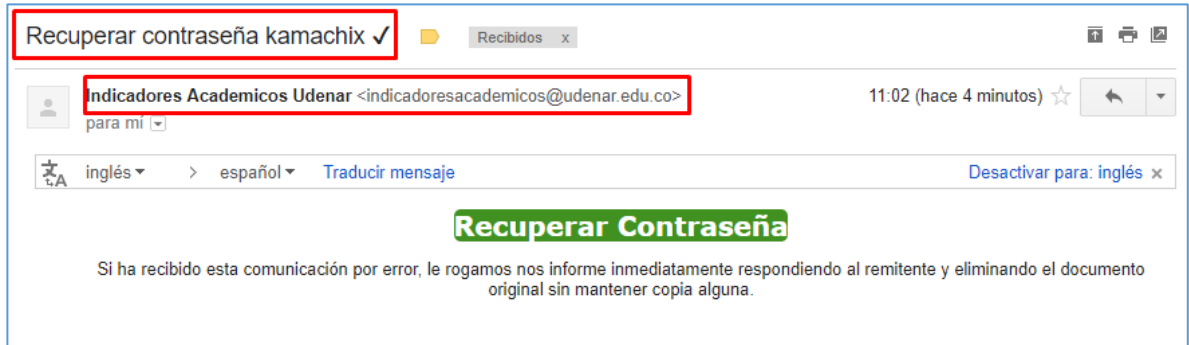 Recuperar contraseña kamachix ✓ Recibidos x
Indicadores Academicos Udenar <indicadoresacademicos@udenar.edu.co> 11:02 (hace 4 minutos)
para mí
inglés > español Traducir mensaje Desactivar para: inglés x
Recuperar Contraseña
Si ha recibido esta comunicación por error, le rogamos nos informe inmediatamente respondiendo al remitente y eliminando el documento
original sin mantener copia alguna.